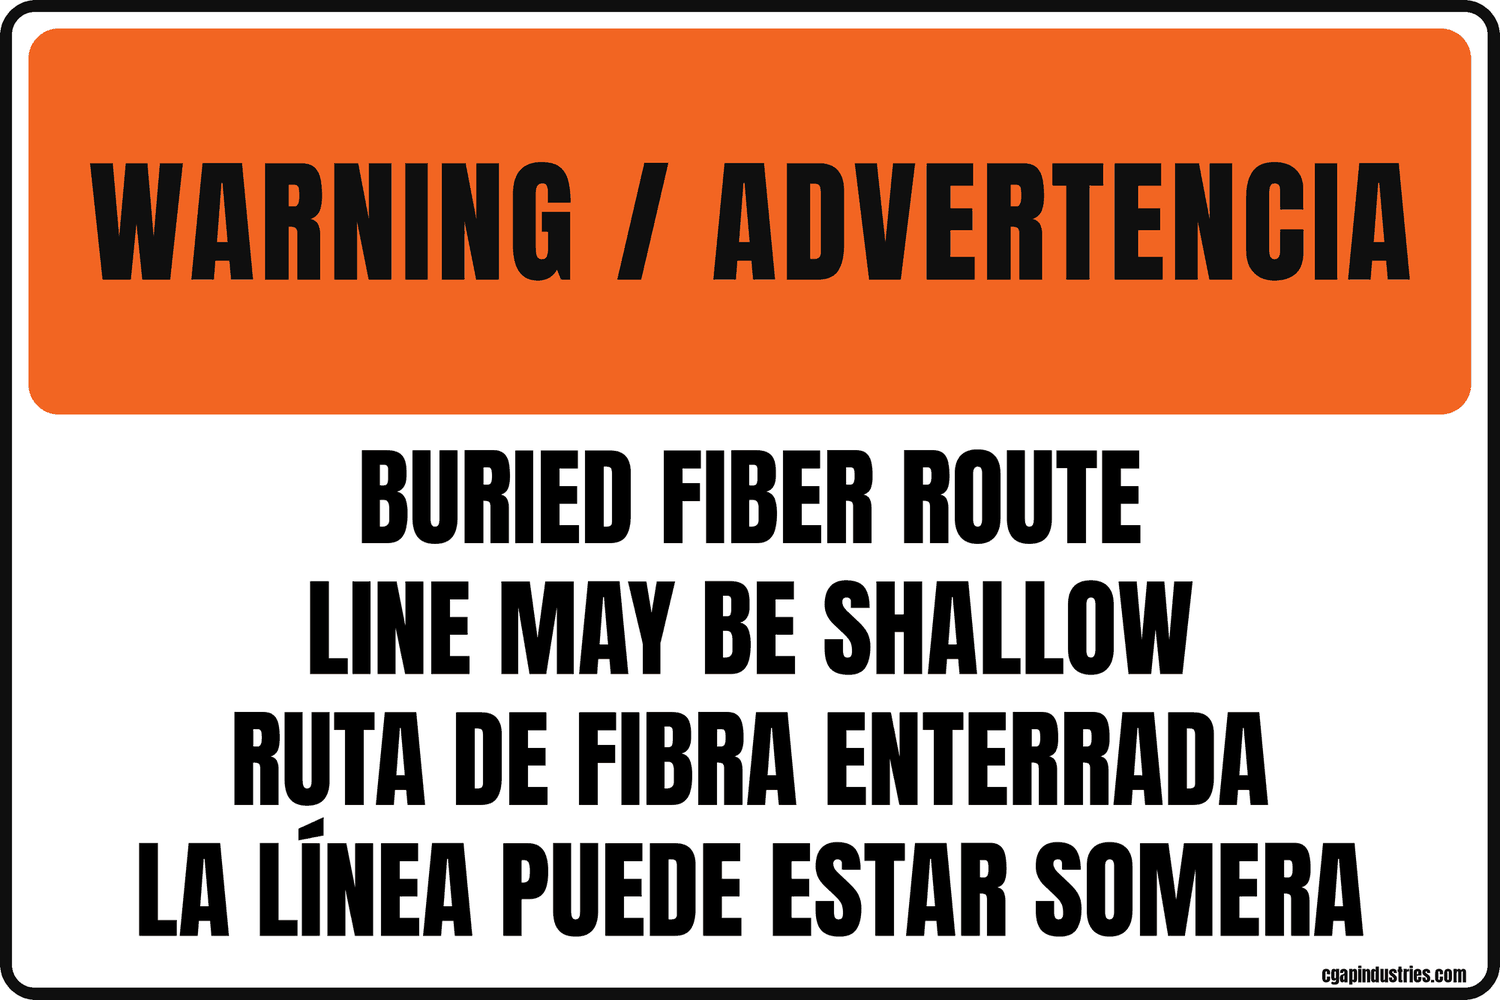 WARNING / ADVERTENCIA
BURIED FIBER ROUTE
LINE MAY BE SHALLOW
RUTA DE FIBRA ENTERRADA
LA LÍNEA PUEDE ESTAR SOMERA
cgapindustries.com